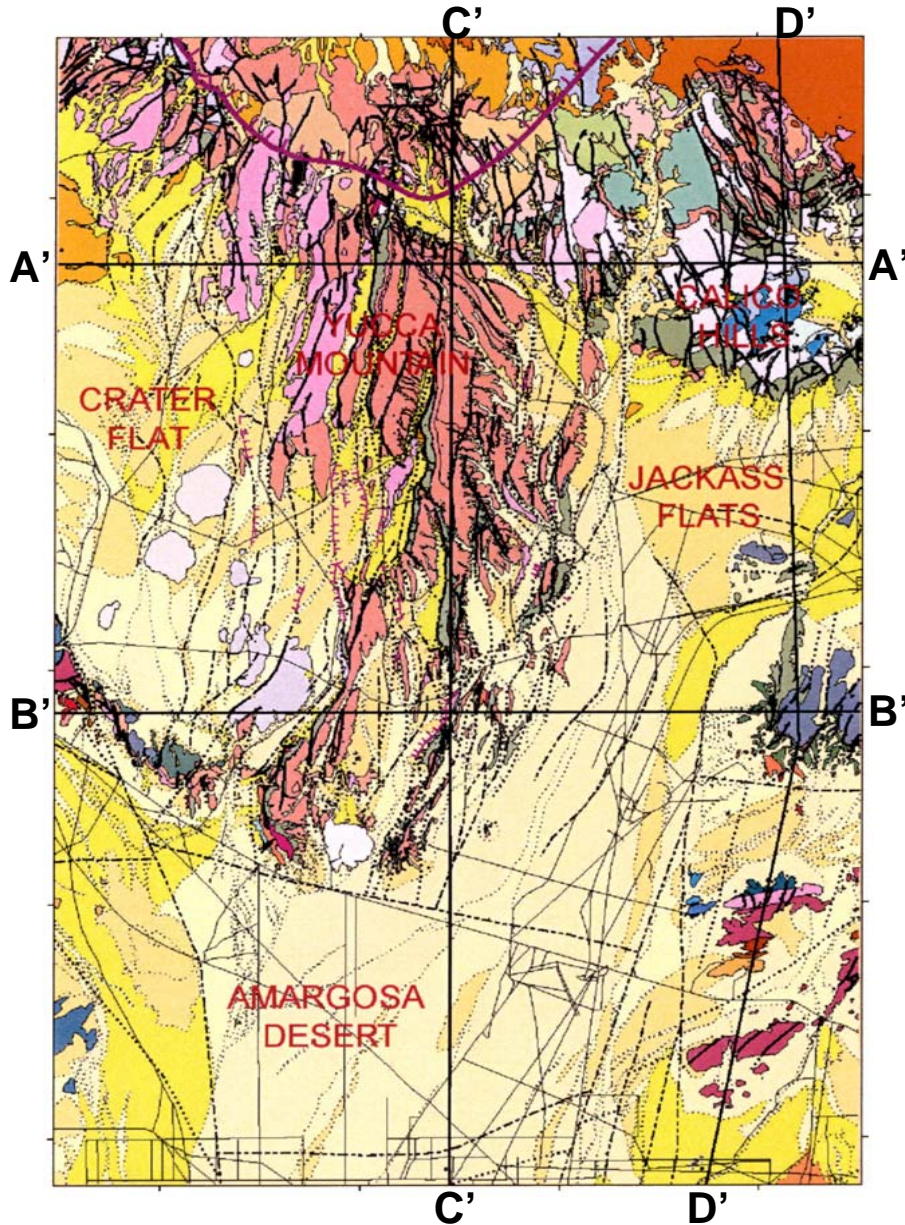 C' D'
A' A'
CALICO
HILLS
YUCCA
MOUNTAIN
CRATER
FLAT
JACKASS
FLATS
B' B'
AMARGOSA
DESERT
C' D'